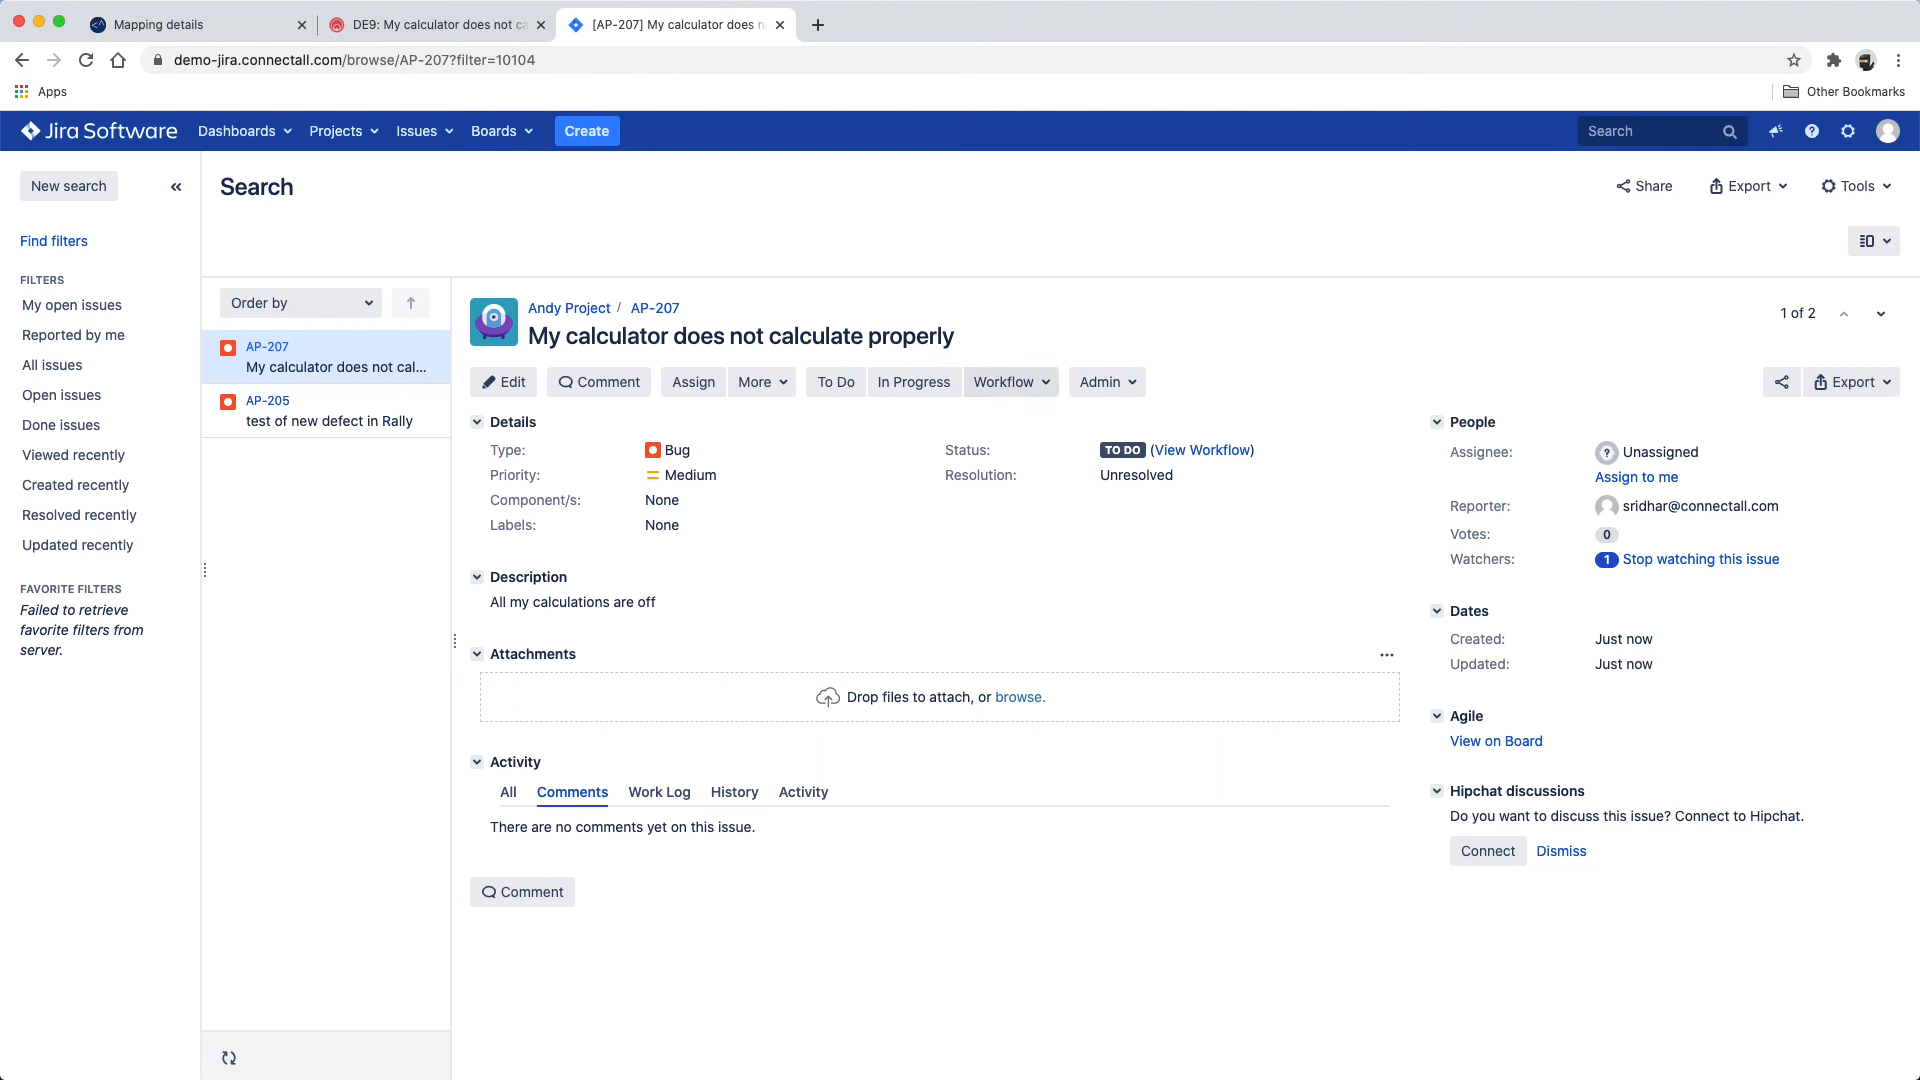 Mapping details
DE9: My calculator does not ca
[AP-207] My calculator does n
demo-jira.connectall.com/browse/AP-207?filter=10104
Apps
Other Bookmarks
Jira Software
Dashboards
Projects
Issues
Boards
Create
Search
New search
Search
Share
Export
Tools
Find filters
FILTERS
My open issues
Reported by me
All issues
Open issues
Done issues
Viewed recently
Created recently
Resolved recently
Updated recently
FAVORITE FILTERS
Failed to retrieve
favorite filters from
server.
Order by
AP-207
My calculator does not cal...
AP-205
test of new defect in Rally
Andy Project / AP-207
My calculator does not calculate properly
1 of 2
Edit
Comment
Assign
More
To Do
In Progress
Workflow
Admin
Export
Details
Type: Bug
Priority: Medium
Component/s: None
Labels: None
Status: TO DO (View Workflow)
Resolution: Unresolved
Description
All my calculations are off
Attachments
Drop files to attach, or browse.
Activity
All
Comments
Work Log
History
Activity
There are no comments yet on this issue.
Comment
People
Assignee: Unassigned
Assign to me
Reporter: sridhar@connectall.com
Votes: 0
Watchers: 1 Stop watching this issue
Dates
Created: Just now
Updated: Just now
Agile
View on Board
Hipchat discussions
Do you want to discuss this issue? Connect to Hipchat.
Connect
Dismiss